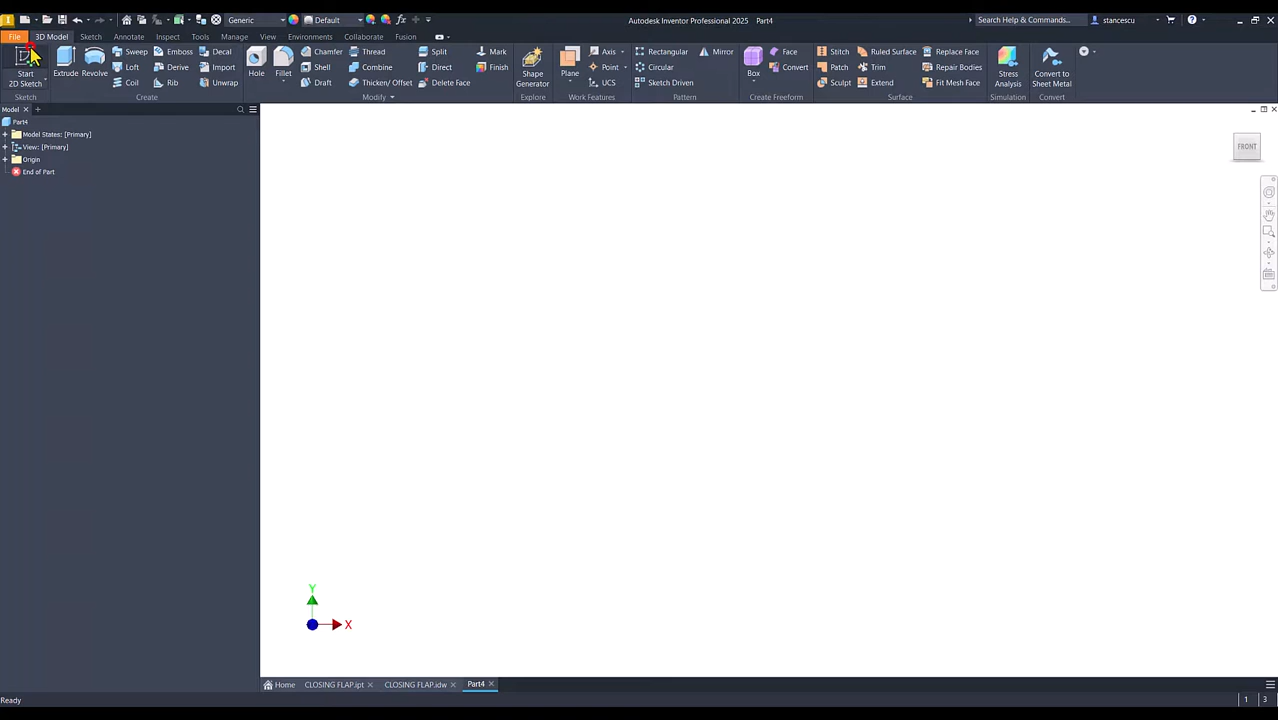 Generic Default fx Autodesk Inventor Professional 2025 Part4 Search Help & Commands... stancescu
File 3D Model Sketch Annotate Inspect Tools Manage View Environments Collaborate Fusion
Start 2D Sketch
Sketch
Extrude Revolve Sweep Emboss Decal
Loft Derive Import
Coil Rib Unwrap
Create
Hole Fillet Chamfer Thread Split Mark
Shell Combine Direct Finish
Draft Thicken/ Offset Delete Face
Modify
Shape Generator
Explore
Plane Axis
Point
UCS
Work Features
Rectangular Mirror
Circular
Sketch Driven
Pattern
Box Face
Convert
Create Freeform
Stitch Ruled Surface Replace Face
Patch Trim Repair Bodies
Sculpt Extend Fit Mesh Face
Surface
Stress Analysis
Simulation
Convert to Sheet Metal
Convert
Model
Part4
Model States: [Primary]
View: [Primary]
Origin
End of Part
FRONT
Y
X
Home CLOSING FLAP.ipt CLOSING FLAP.idw Part4
Ready 1 3